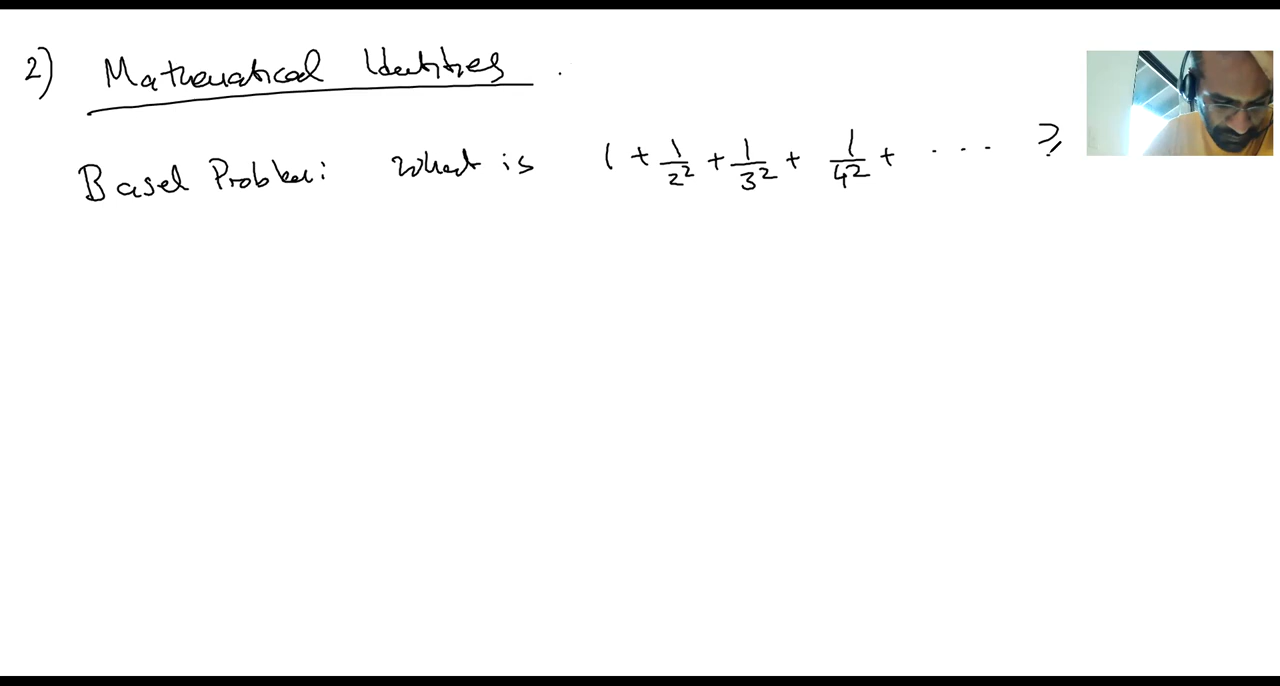 2) Mathematical Identities
Basel Problem: What is 1 + 1/2² + 1/3² + 1/4² + ... ?